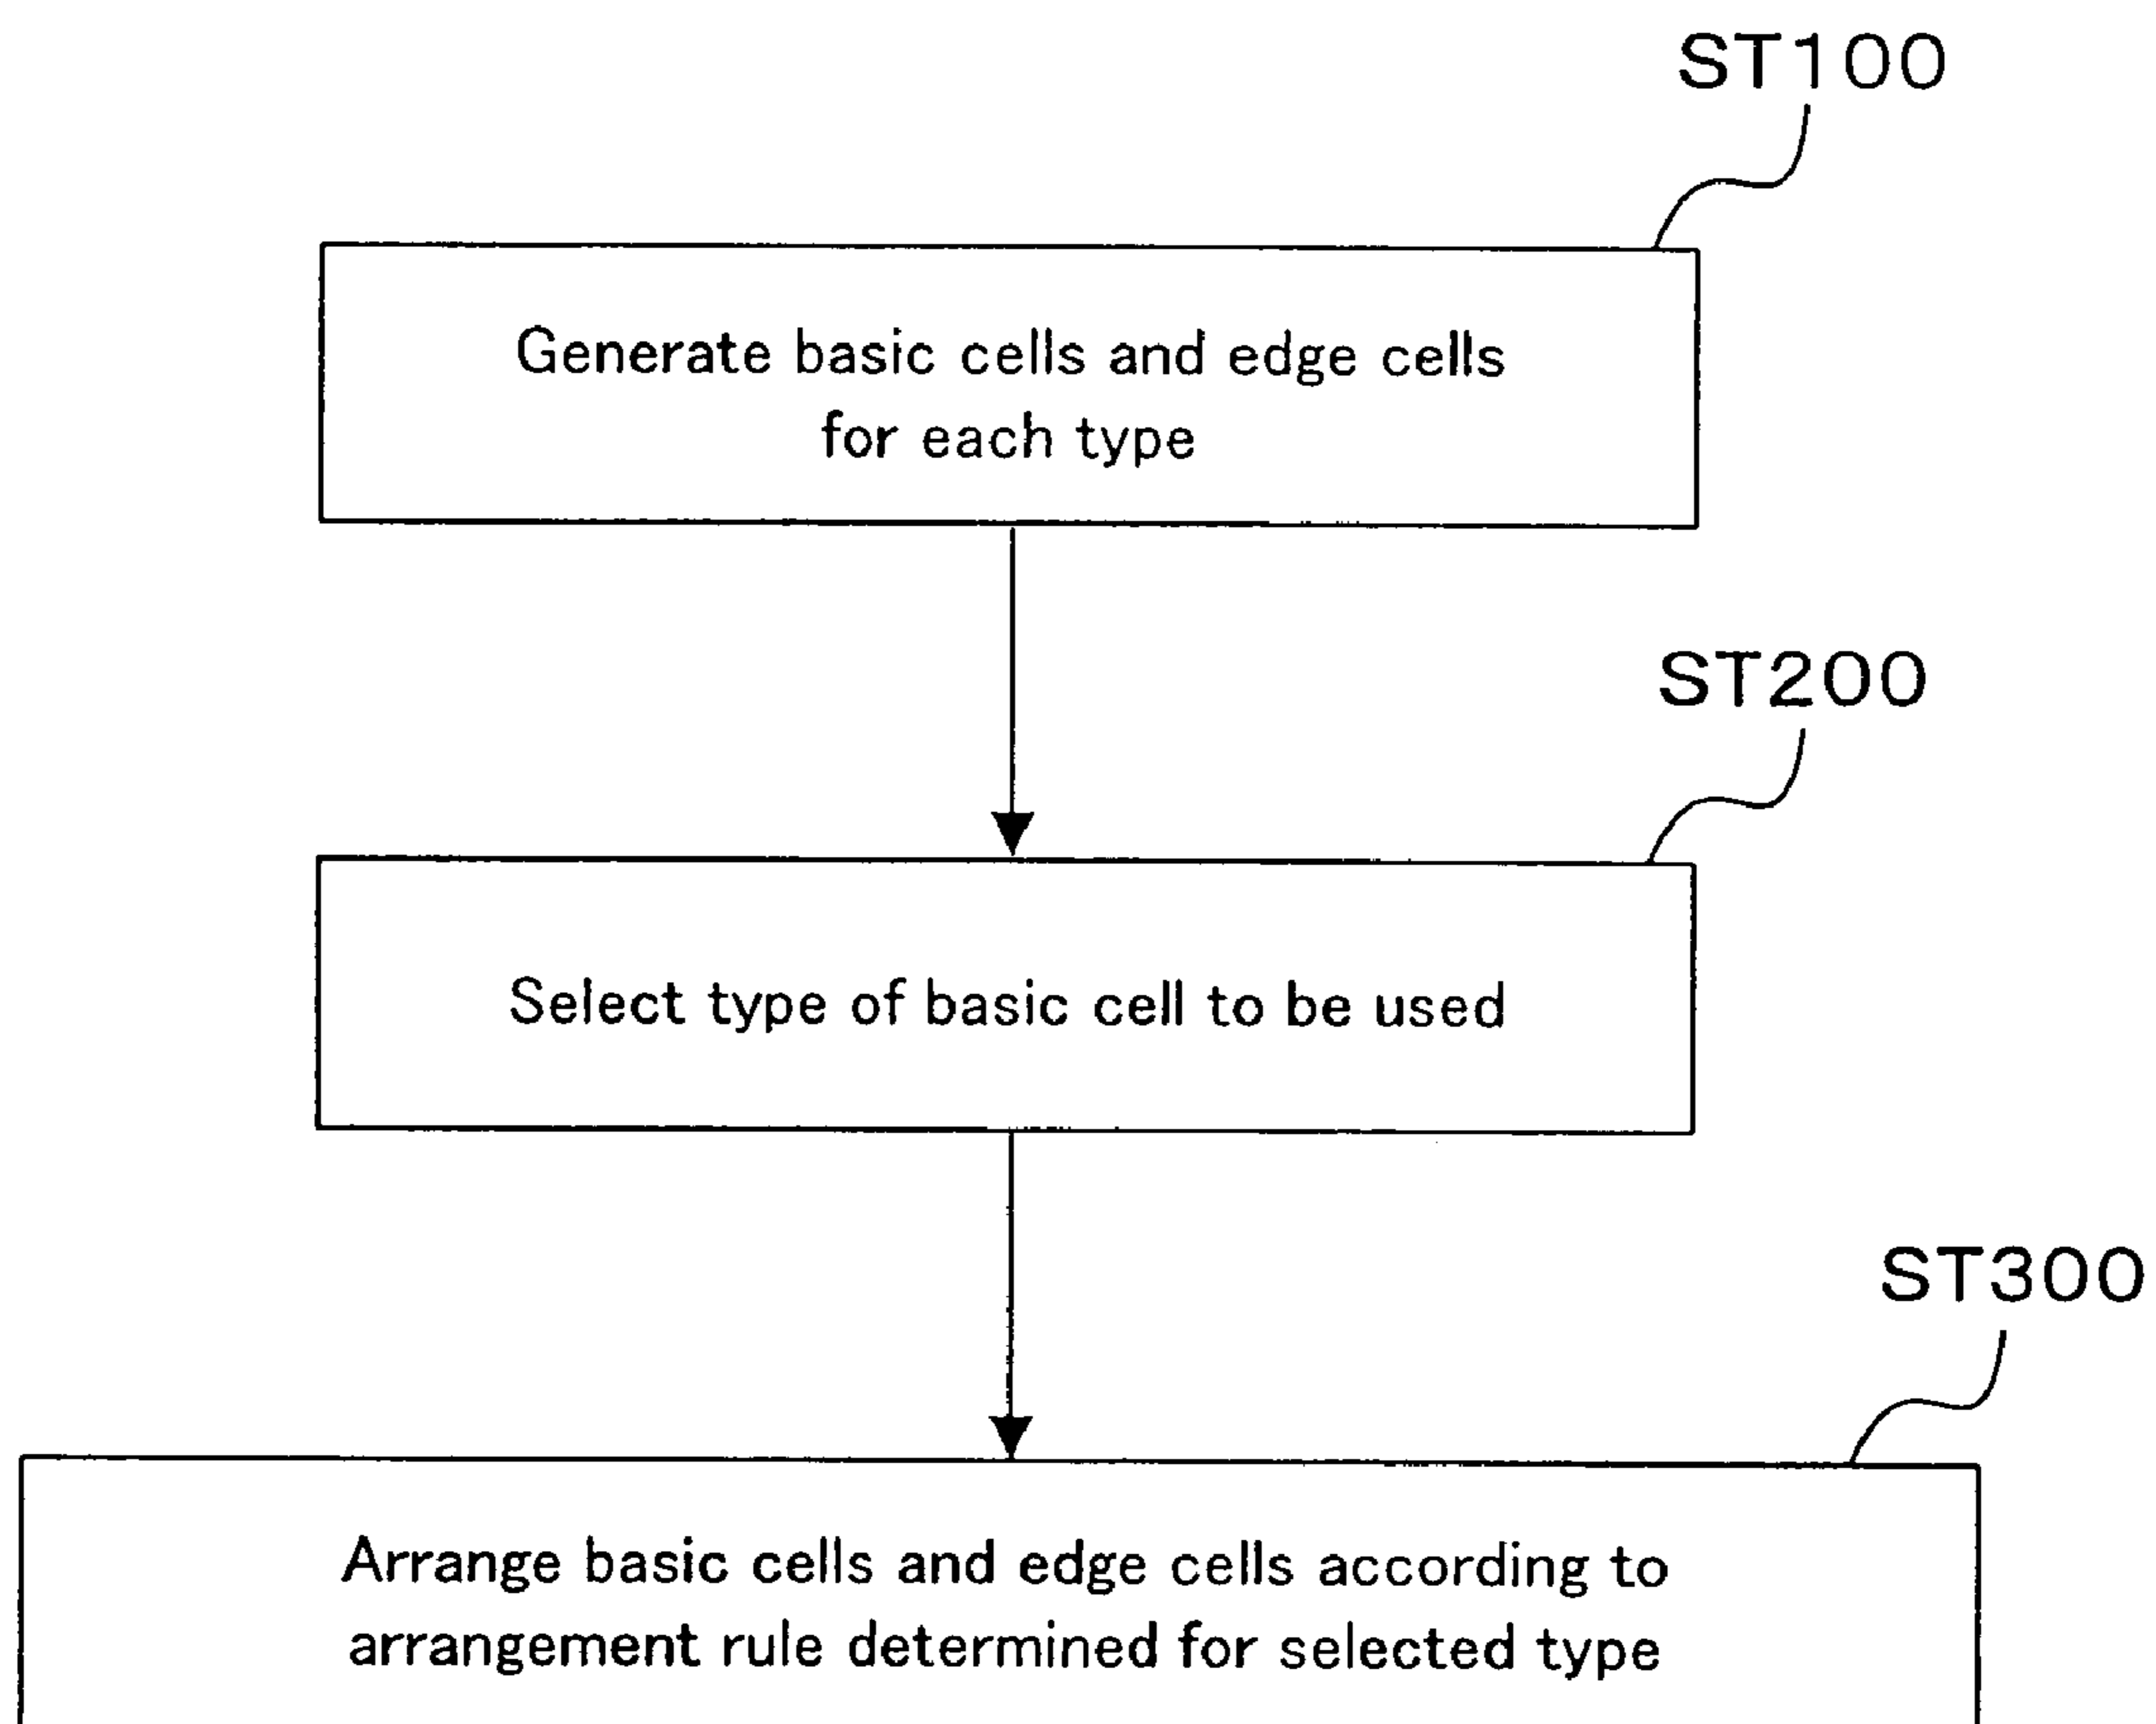 ST100
Generate basic cells and edge cells
for each type
ST200
Select type of basic cell to be used
ST300
Arrange basic cells and edge cells according to
arrangement rule determined for selected type